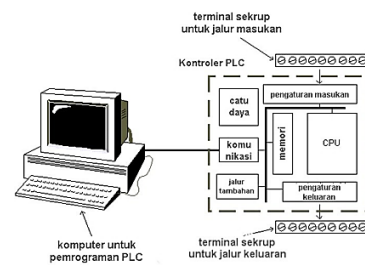 terminal sekrup
untuk jalur masukan
Kontroler PLC
catu
daya
pengaturan masukan
komu
nikasi
memori
CPU
jalur
tambahan
pengaturan
keluaran
komputer untuk
pemrograman PLC
terminal sekrup
untuk jalur keluaran